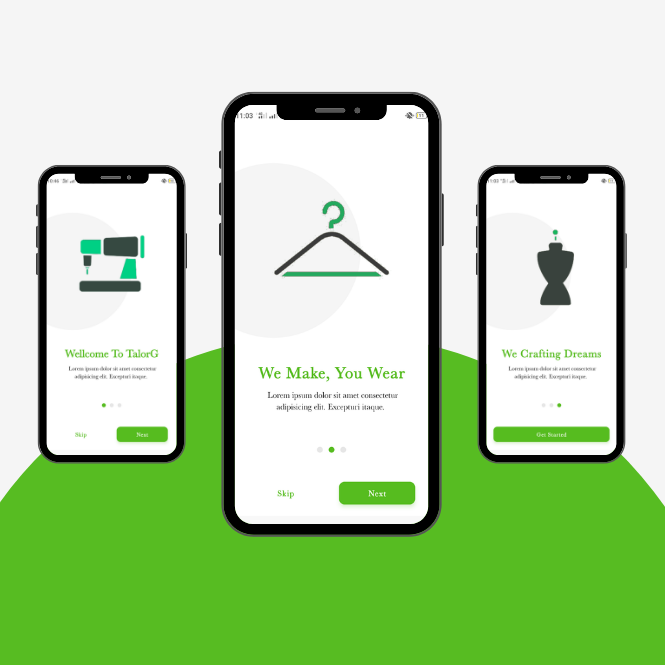 Wellcome To TalorG
Lorem ipsum dolor sit amet consectetur
adipisicing elit. Excepturi itaque.
Skip
Next
11:03
We Make, You Wear
Lorem ipsum dolor sit amet consectetur
adipisicing elit. Excepturi itaque.
Skip
Next
We Crafting Dreams
Lorem ipsum dolor sit amet consectetur
adipisicing elit. Excepturi itaque.
Get Started